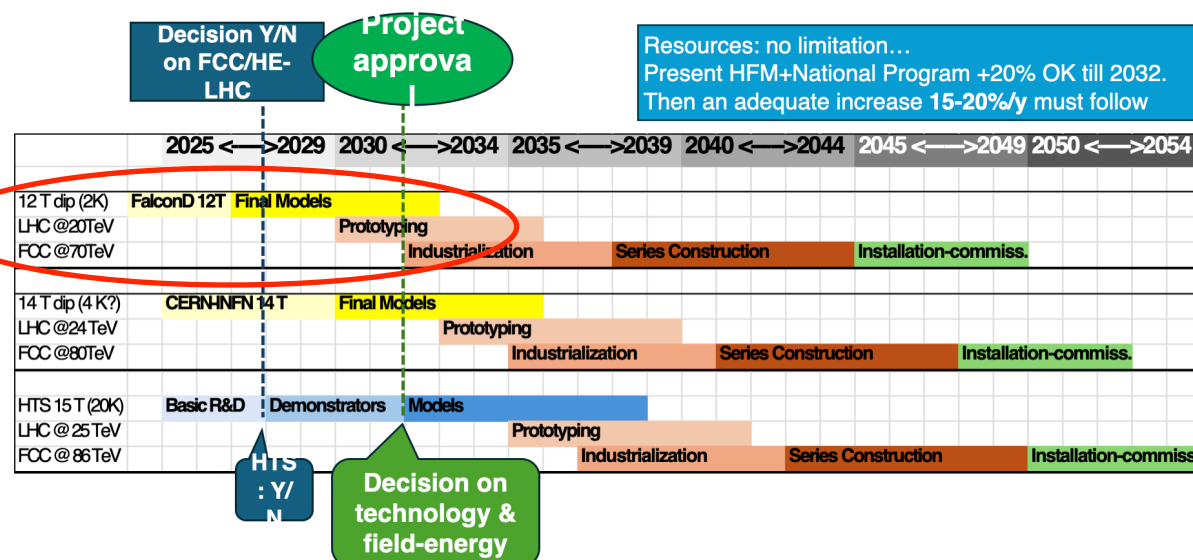 Decision Y/N
on FCC/HE-
LHC
Project
approva
l
Resources: no limitation…
Present HFM+National Program +20% OK till 2032.
Then an adequate increase 15-20%/y must follow
2025 <—–>2029 2030 <—–>2034 2035 <—–>2039 2040 <—–>2044 2045 <—–>2049 2050 <—–>2054
12 T dip (2K) FalconD 12T Final Models
LHC @20TeV Prototyping
FCC @70TeV Industrialization Series Construction Installation-commiss.
14 T dip (4 K?) CERN-INFN 14 T Final Models
LHC @24 TeV Prototyping
FCC @80TeV Industrialization Series Construction Installation-commiss.
HTS 15 T (20K) Basic R&D Demonstrators Models
LHC @ 25 TeV Prototyping
FCC @ 86 TeV Industrialization Series Construction Installation-commiss
HTS
: Y/
N
Decision on
technology &
field-energy